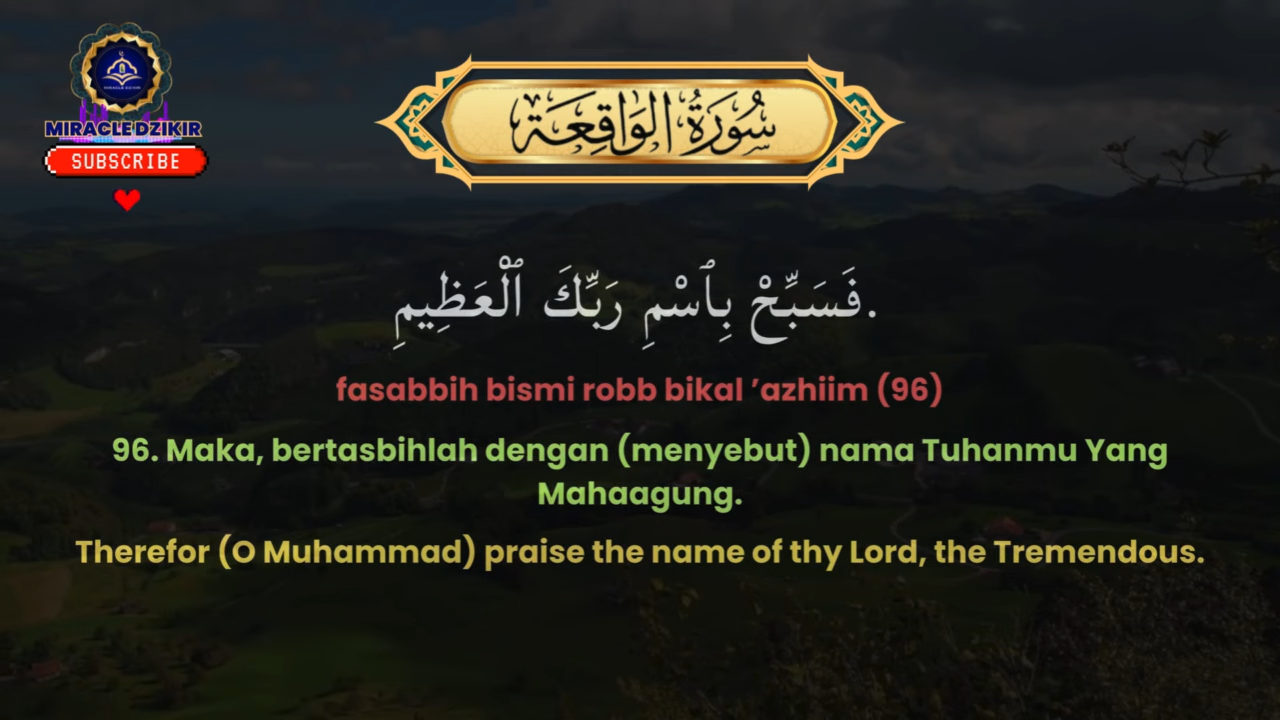 MIRACLE DZIKIR
SUBSCRIBE
سُورَةُ الوَاقِعَة
فَسَبِّحْ بِٱسْمِ رَبِّكَ ٱلْعَظِيمِ.
fasabbih bismi robb bikal ’azhiim (96)
96. Maka, bertasbihlah dengan (menyebut) nama Tuhanmu Yang
Mahaagung.
Therefor (O Muhammad) praise the name of thy Lord, the Tremendous.